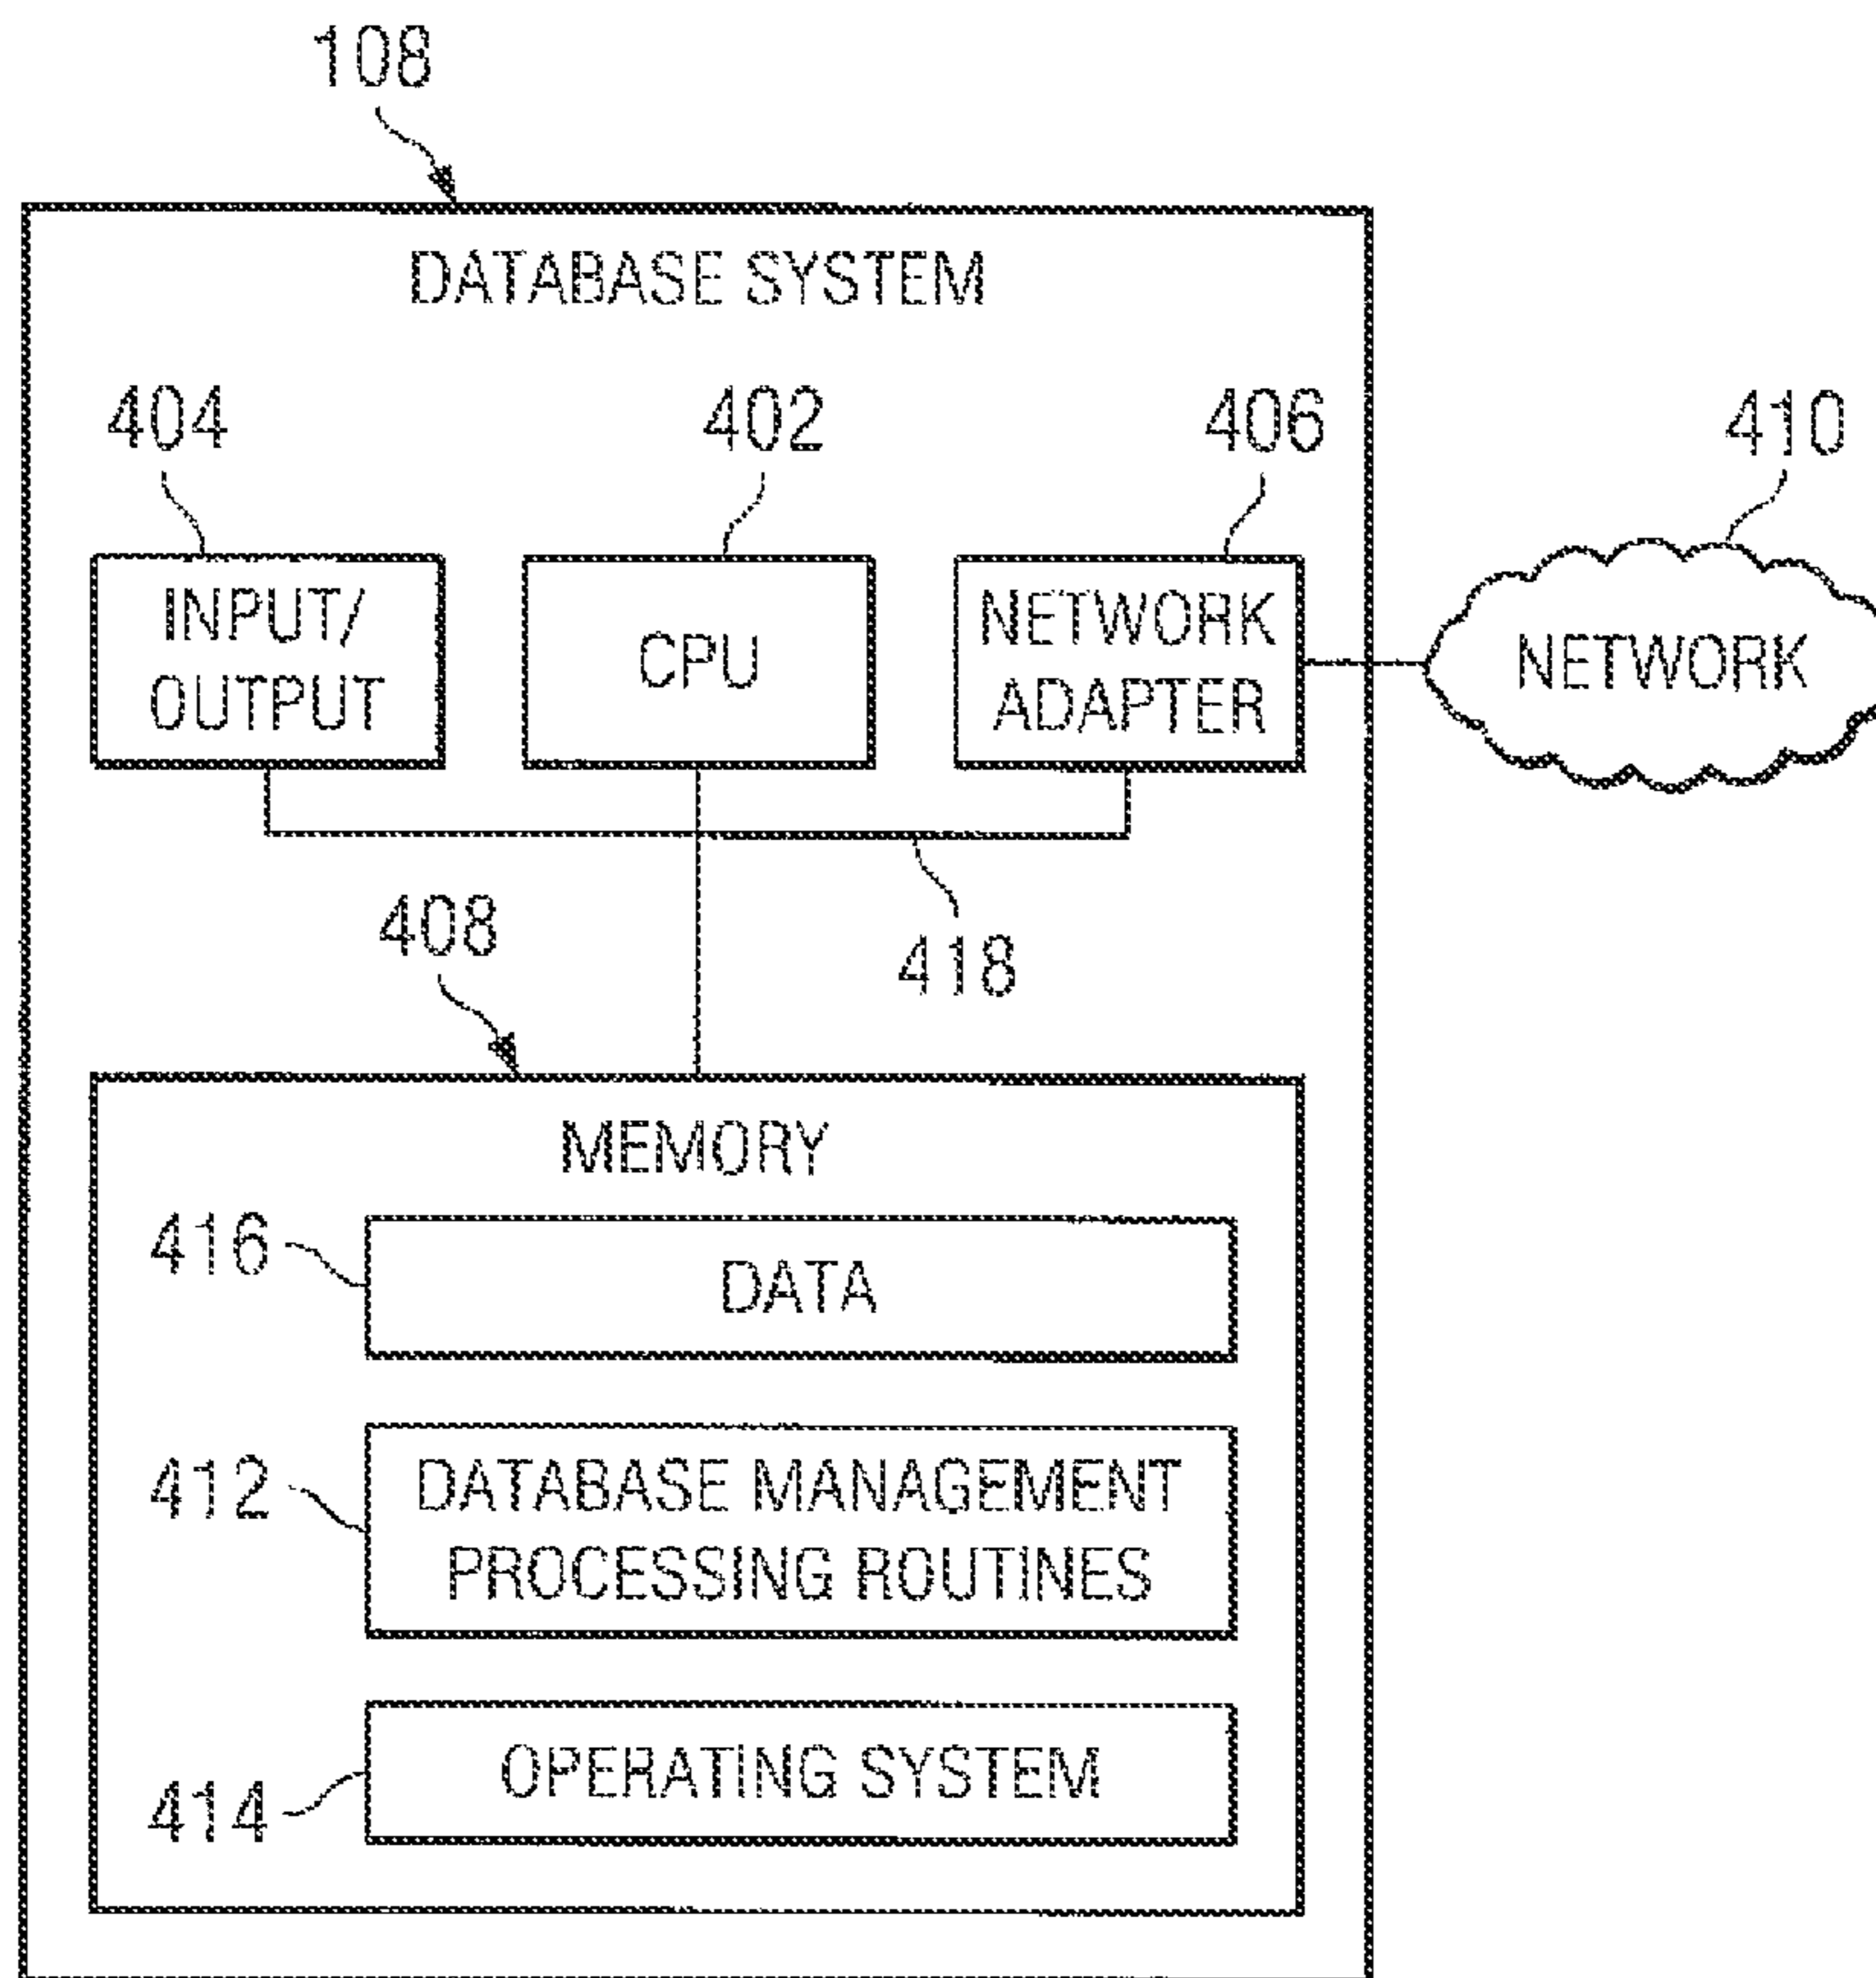 108
DATABASE SYSTEM
404
402
406
410
INPUT/
OUTPUT
CPU
NETWORK
ADAPTER
NETWORK
408
418
MEMORY
416
DATA
412
DATABASE MANAGEMENT
PROCESSING ROUTINES
414
OPERATING SYSTEM